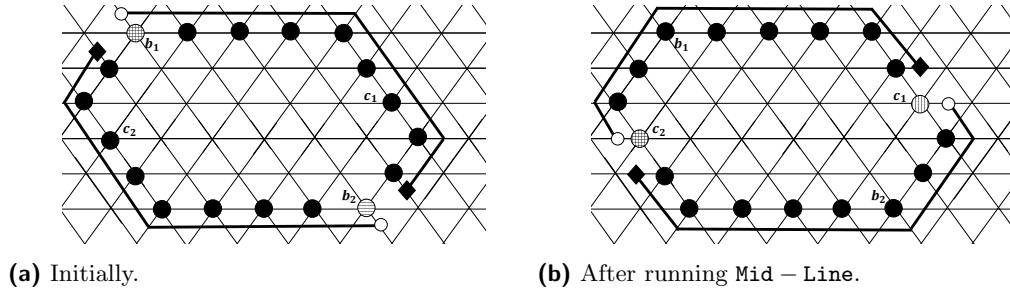 b₁
c₁
c₂
b₂
b₁
c₁
c₂
b₂
(a) Initially.
(b) After running Mid – Line.